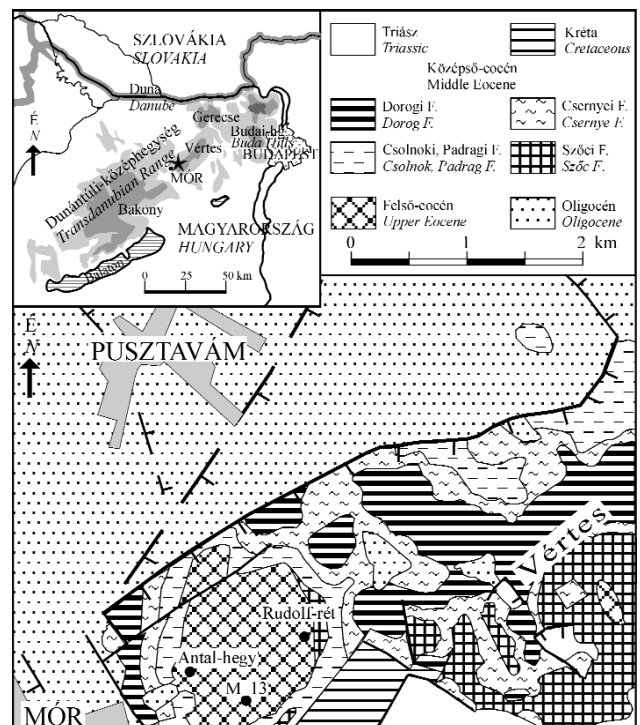 SZLOVÁKIA
SLOVAKIA
Duna
Danube
Gerecse
Budai-he.
Buda Hills
BUDAPEST
Vértes
MÓR
É
N
Dunántúli-középhegység
Transdanubian Range
Bakony
MAGYARORSZÁG
HUNGARY
Balaton
0 25 50 km
Triász
Triassic
Kréta
Cretaceous
Középső-eocén
Middle Eocene
Dorogi F.
Dorog F.
Csernyei F.
Csernye F.
Csolnoki, Padragi F.
Csolnok, Padrag F.
Szőci F.
Szőc F.
Felső-eocén
Upper Eocene
Oligocén
Oligocene
0 1 2 km
É
N
PUSZTAVÁM
Vértes
Rudolf-rét
Antal-hegy
M 13
MÓR